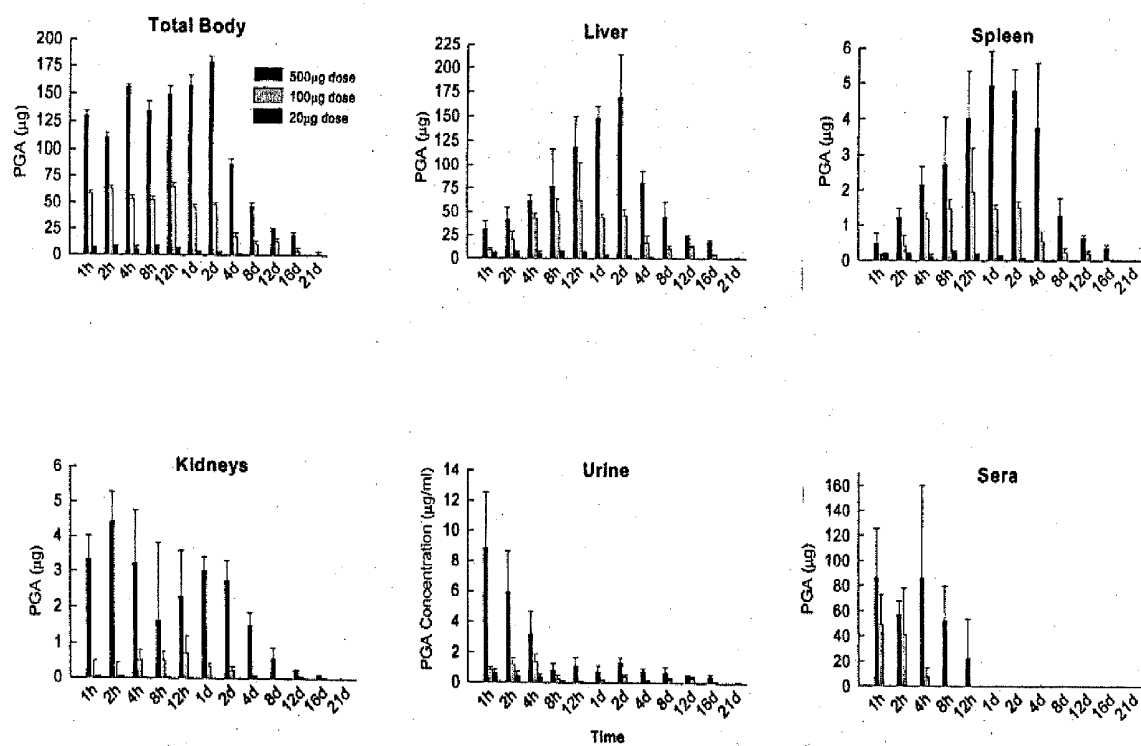 Total Body
200
175
150
125
100
75
50
25
0
PGA (µg)
500µg dose
100µg dose
20µg dose
1h 2h 4h 8h 12h 1d 2d 4d 8d 12d 16d 21d
Liver
225
200
175
150
125
100
75
50
25
0
PGA (µg)
1h 2h 4h 8h 12h 1d 2d 4d 8d 12d 16d 21d
Spleen
6
5
4
3
2
1
0
PGA (µg)
1h 2h 4h 8h 12h 1d 2d 4d 8d 12d 16d 21d
Kidneys
6
5
4
3
2
1
0
PGA (µg)
1h 2h 4h 8h 12h 1d 2d 4d 8d 12d 16d 21d
Urine
14
12
10
8
6
4
2
0
PGA Concentration (µg/ml)
1h 2h 4h 8h 12h 1d 2d 4d 8d 12d 16d 21d
Time
Sera
160
140
120
100
80
60
40
20
0
PGA (µg)
1h 2h 4h 8h 12h 1d 2d 4d 8d 12d 16d 21d